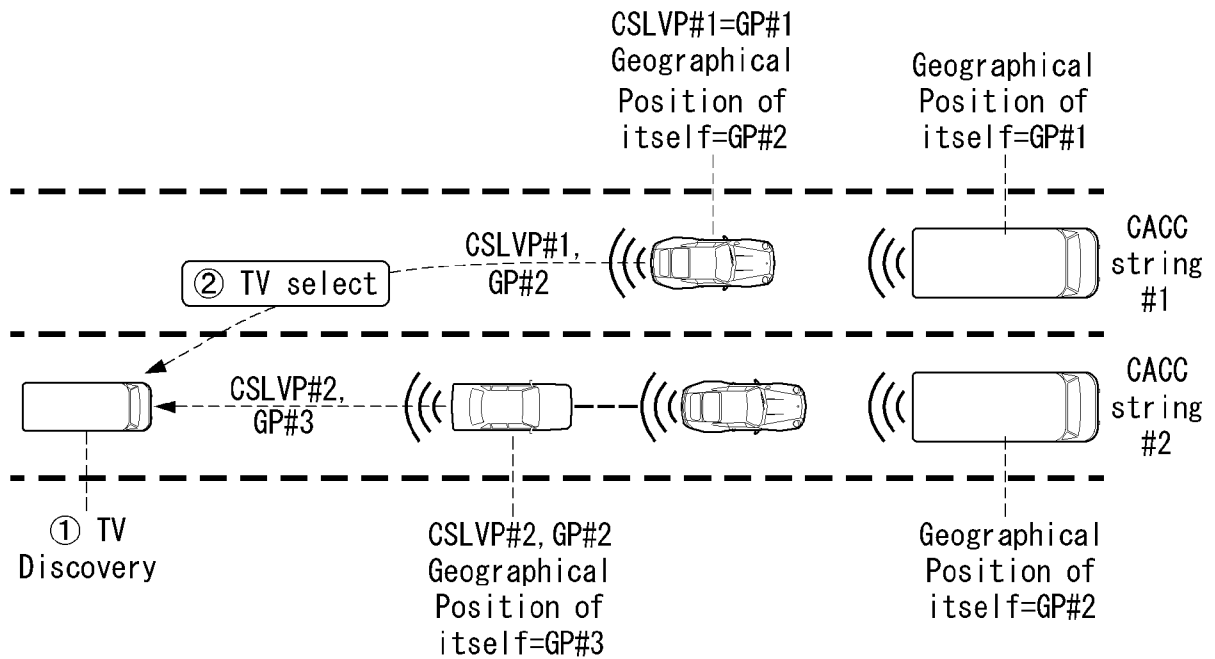 CSLVP#1=GP#1
Geographical
Position of
itself=GP#2
Geographical
Position of
itself=GP#1
CSLVP#1,
GP#2
② TV select
CACC
string
#1
CSLVP#2,
GP#3
CACC
string
#2
① TV
Discovery
CSLVP#2, GP#2
Geographical
Position of
itself=GP#3
Geographical
Position of
itself=GP#2